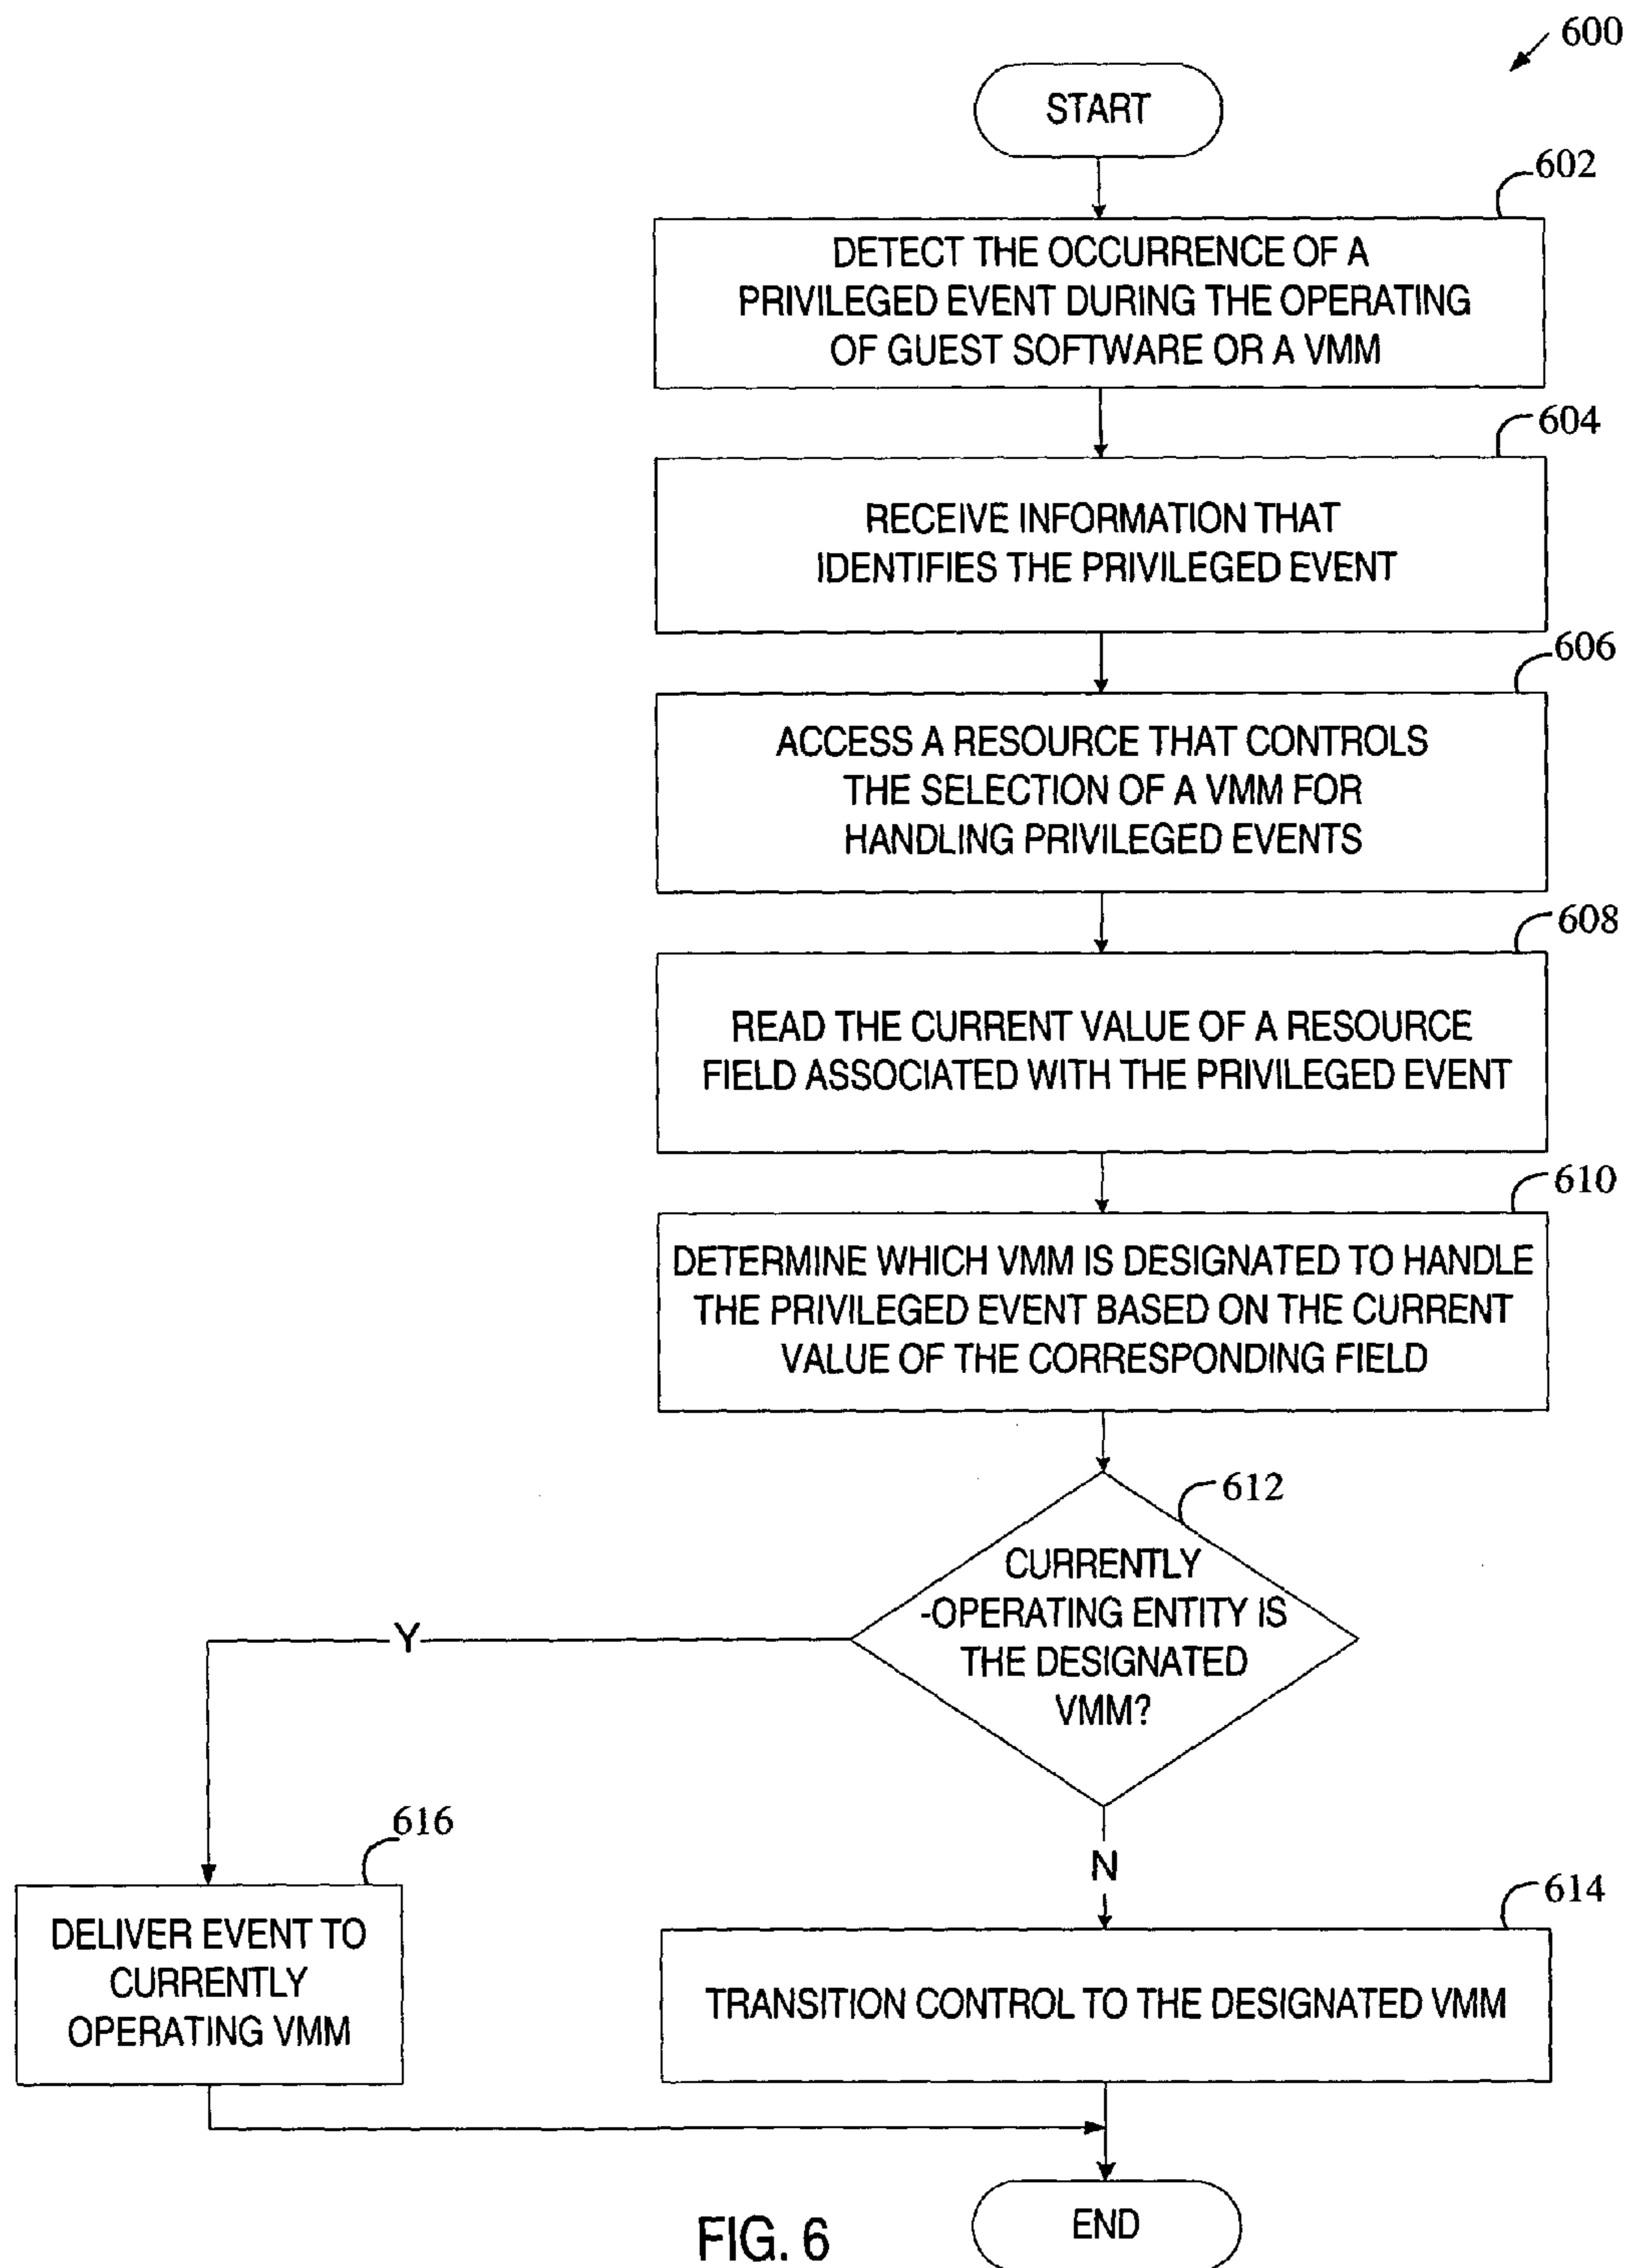 600
START
602
DETECT THE OCCURRENCE OF A
PRIVILEGED EVENT DURING THE OPERATING
OF GUEST SOFTWARE OR A VMM
604
RECEIVE INFORMATION THAT
IDENTIFIES THE PRIVILEGED EVENT
606
ACCESS A RESOURCE THAT CONTROLS
THE SELECTION OF A VMM FOR
HANDLING PRIVILEGED EVENTS
608
READ THE CURRENT VALUE OF A RESOURCE
FIELD ASSOCIATED WITH THE PRIVILEGED EVENT
610
DETERMINE WHICH VMM IS DESIGNATED TO HANDLE
THE PRIVILEGED EVENT BASED ON THE CURRENT
VALUE OF THE CORRESPONDING FIELD
612
CURRENTLY
-OPERATING ENTITY IS
THE DESIGNATED
VMM?
Y
N
616
DELIVER EVENT TO
CURRENTLY
OPERATING VMM
614
TRANSITION CONTROL TO THE DESIGNATED VMM
END
FIG. 6